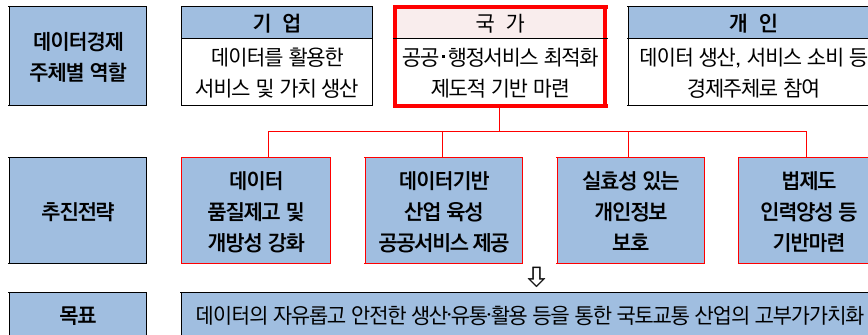 데이터경제
주체별 역할
기 업
데이터를 활용한
서비스 및 가치 생산
국 가
공공·행정서비스 최적화
제도적 기반 마련
개 인
데이터 생산, 서비스 소비 등
경제주체로 참여
추진전략
데이터
품질제고 및
개방성 강화
데이터기반
산업 육성
공공서비스 제공
실효성 있는
개인정보
보호
법제도
인력양성 등
기반마련
목표
데이터의 자유롭고 안전한 생산·유통·활용 등을 통한 국토교통 산업의 고부가가치화